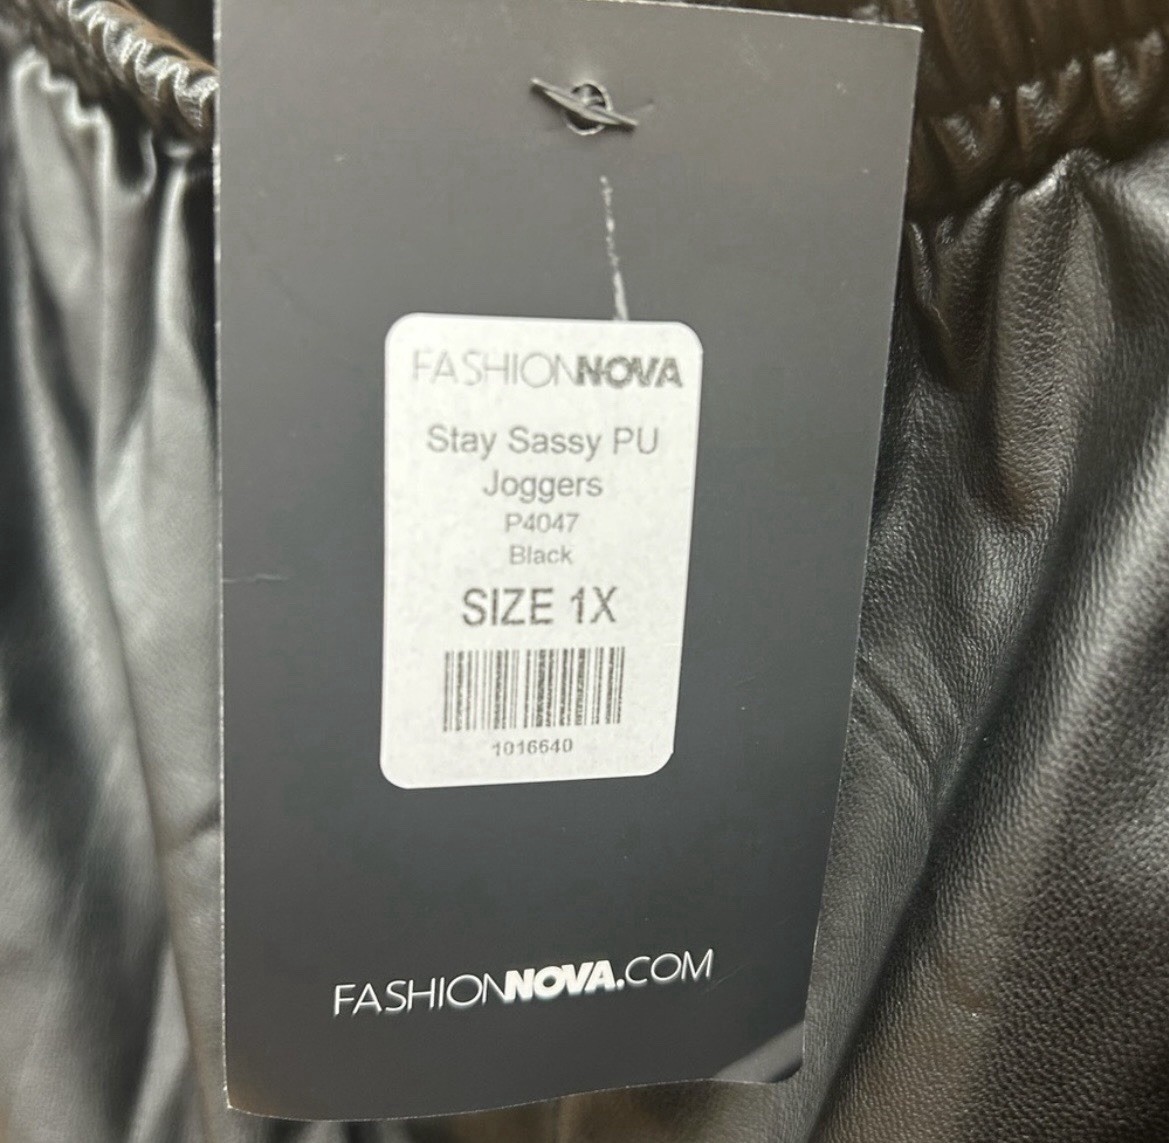 FASHIONNOVA
Stay Sassy PU
Joggers
P4047
Black
SIZE 1X
1016640
FASHIONNOVA.COM